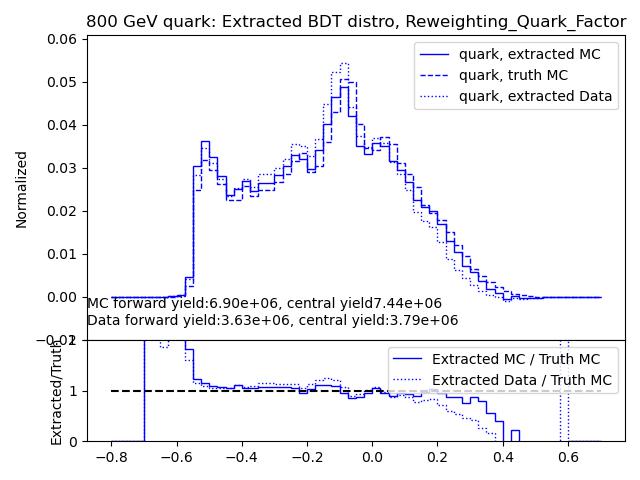 800 GeV quark: Extracted BDT distro, Reweighting_Quark_Factor
0.06
0.05
0.04
0.03
0.02
0.01
0.00
−0.01
Normalized
quark, extracted MC
quark, truth MC
quark, extracted Data
MC forward yield:6.90e+06, central yield7.44e+06
Data forward yield:3.63e+06, central yield:3.79e+06
2
1
0
Extracted/Truth
Extracted MC / Truth MC
Extracted Data / Truth MC
−0.8 −0.6 −0.4 −0.2 0.0 0.2 0.4 0.6